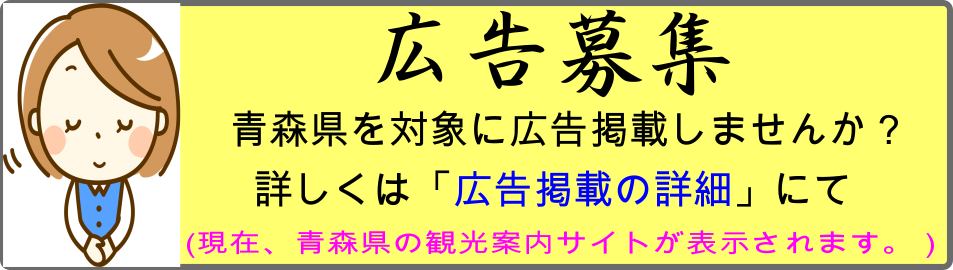 広告募集
青森県を対象に広告掲載しませんか？
詳しくは「広告掲載の詳細」にて
(現在、青森県の観光案内サイトが表示されます。)